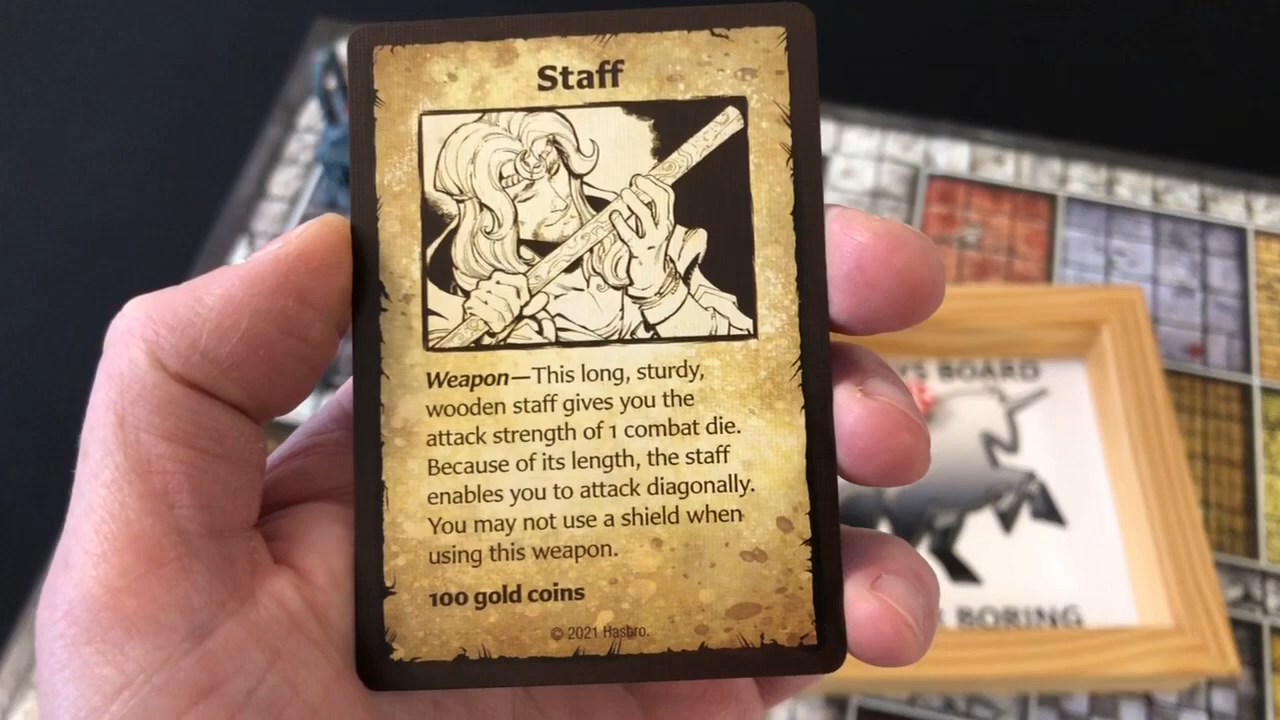 Staff
Weapon—This long, sturdy,
wooden staff gives you the
attack strength of 1 combat die.
Because of its length, the staff
enables you to attack diagonally.
You may not use a shield when
using this weapon.
100 gold coins
© 2021 Hasbro.
BOARD
BORING